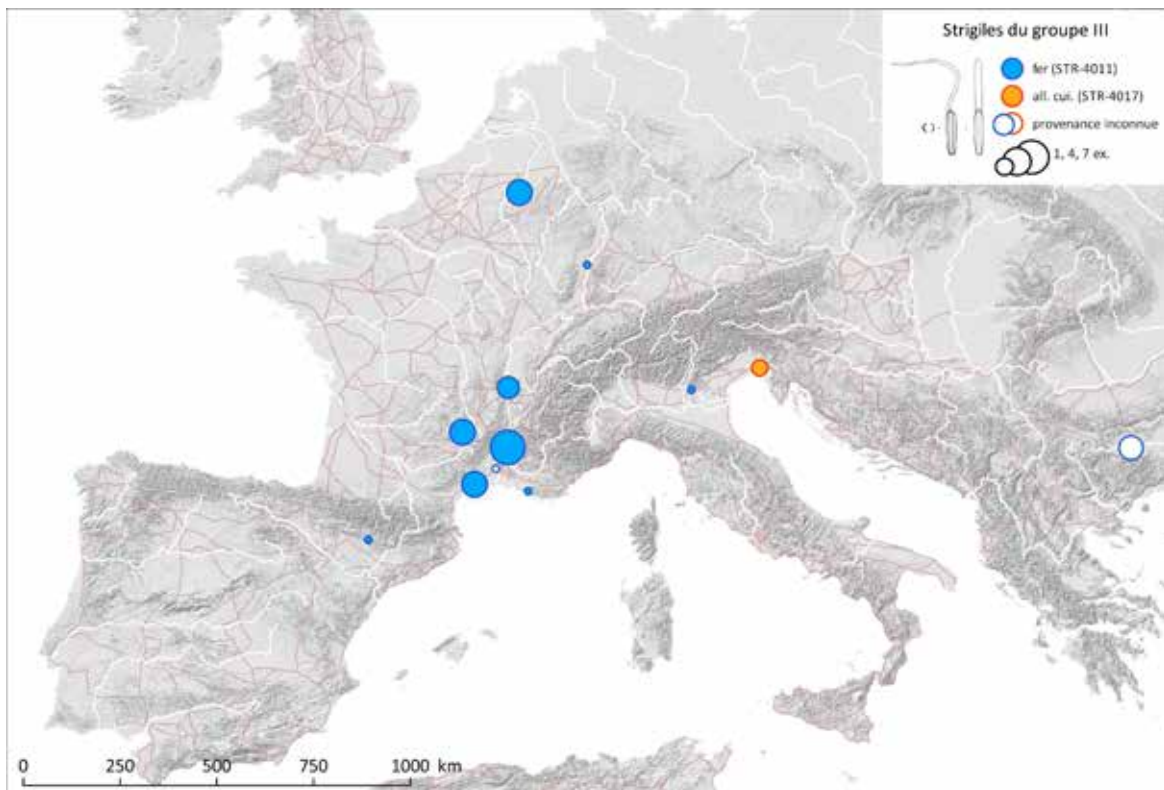 Strigiles du groupe III
fer (STR-4011)
all. cui. (STR-4017)
provenance inconnue
1, 4, 7 ex.
0 250 500 750 1000 km